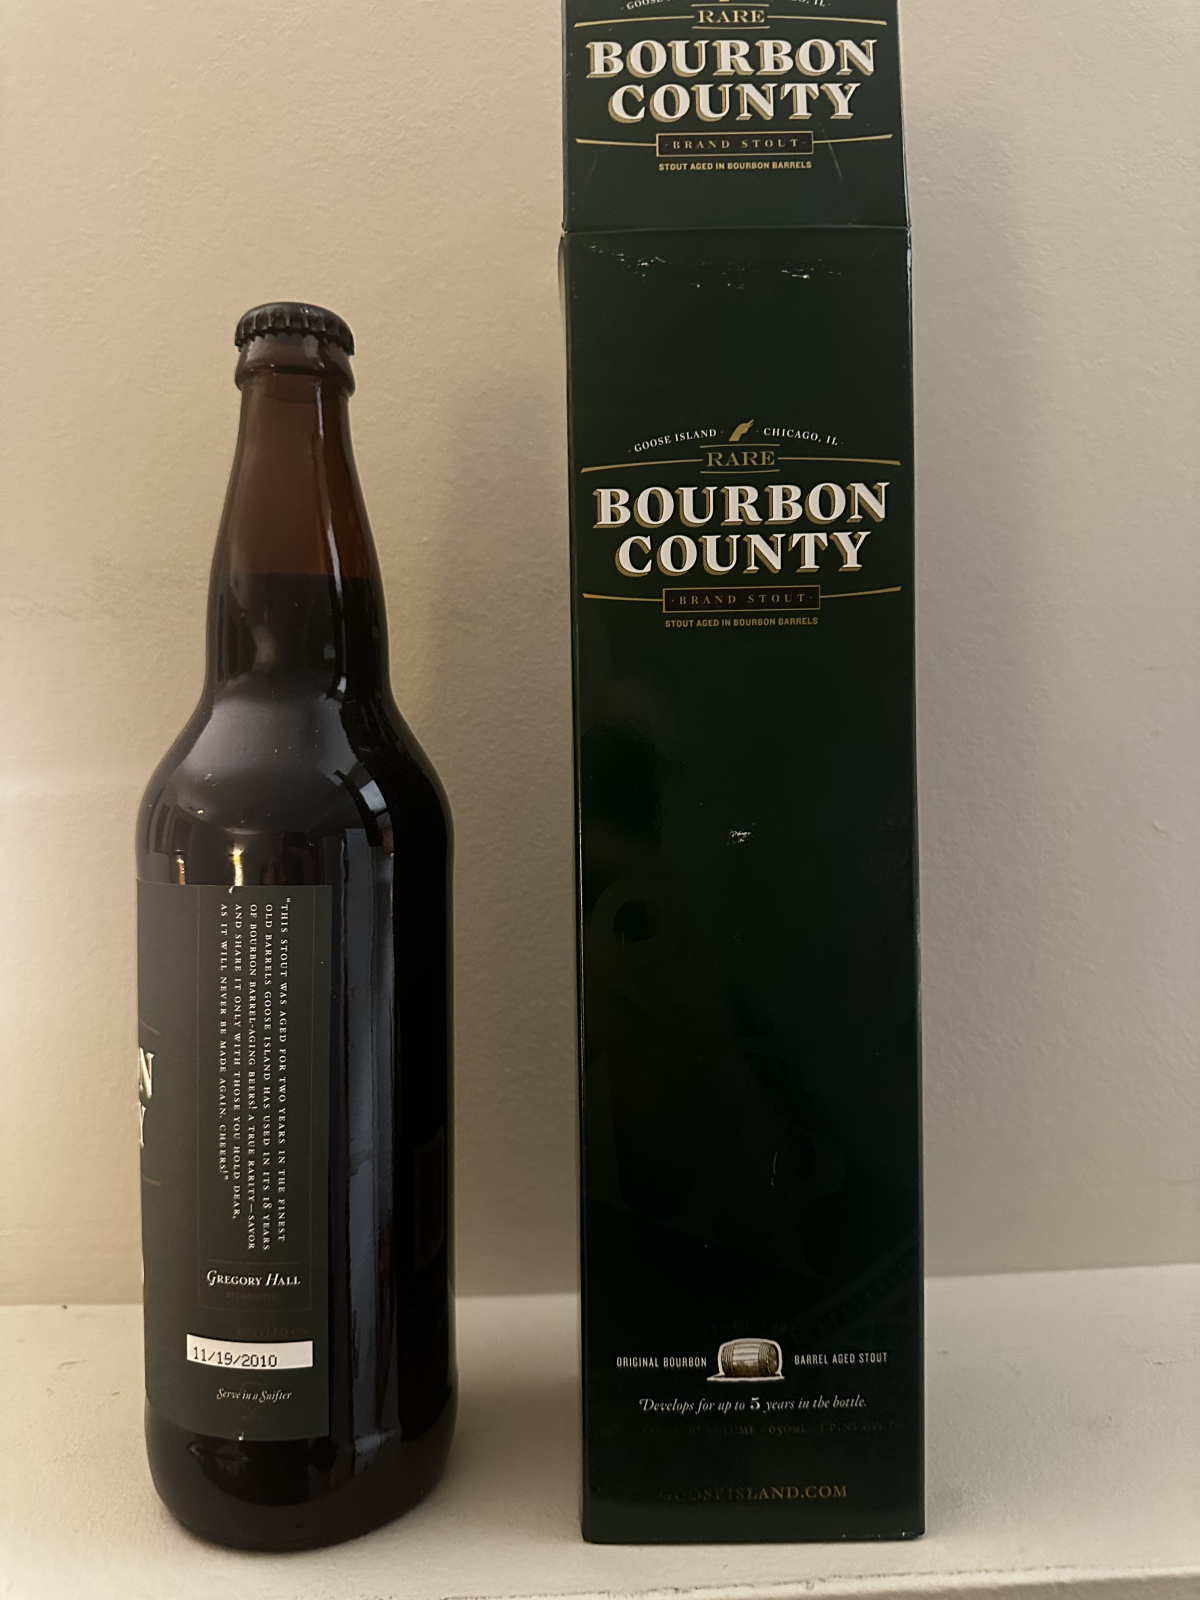 RARE
BOURBON
COUNTY
·BRAND STOUT·
STOUT AGED IN BOURBON BARRELS
·GOOSE ISLAND· ·CHICAGO, IL·
RARE
BOURBON
COUNTY
·BRAND STOUT·
STOUT AGED IN BOURBON BARRELS
ORIGINAL BOURBON BARREL AGED STOUT
Develops for up to 5 years in the bottle.
GOOSEISLAND.COM
"THIS STOUT WAS AGED FOR TWO YEARS IN THE FINEST
OLD BARRELS GOOSE ISLAND HAS USED IN ITS 18 YEARS
OF BOURBON BARREL-AGING BEERS! A TRUE RARITY—SAVOR
AND SHARE IT ONLY WITH THOSE YOU HOLD DEAR,
AS IT WILL NEVER BE MADE AGAIN. CHEERS!"
GREGORY HALL
11/19/2010
Serve in a Snifter